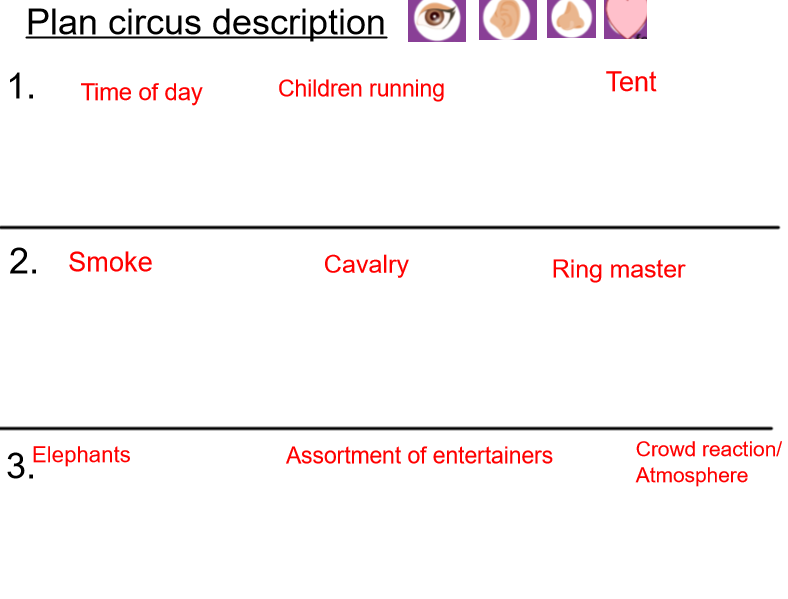 Plan circus description
1. Time of day Children running Tent
2. Smoke Cavalry Ring master
3. Elephants Assortment of entertainers Crowd reaction/
Atmosphere